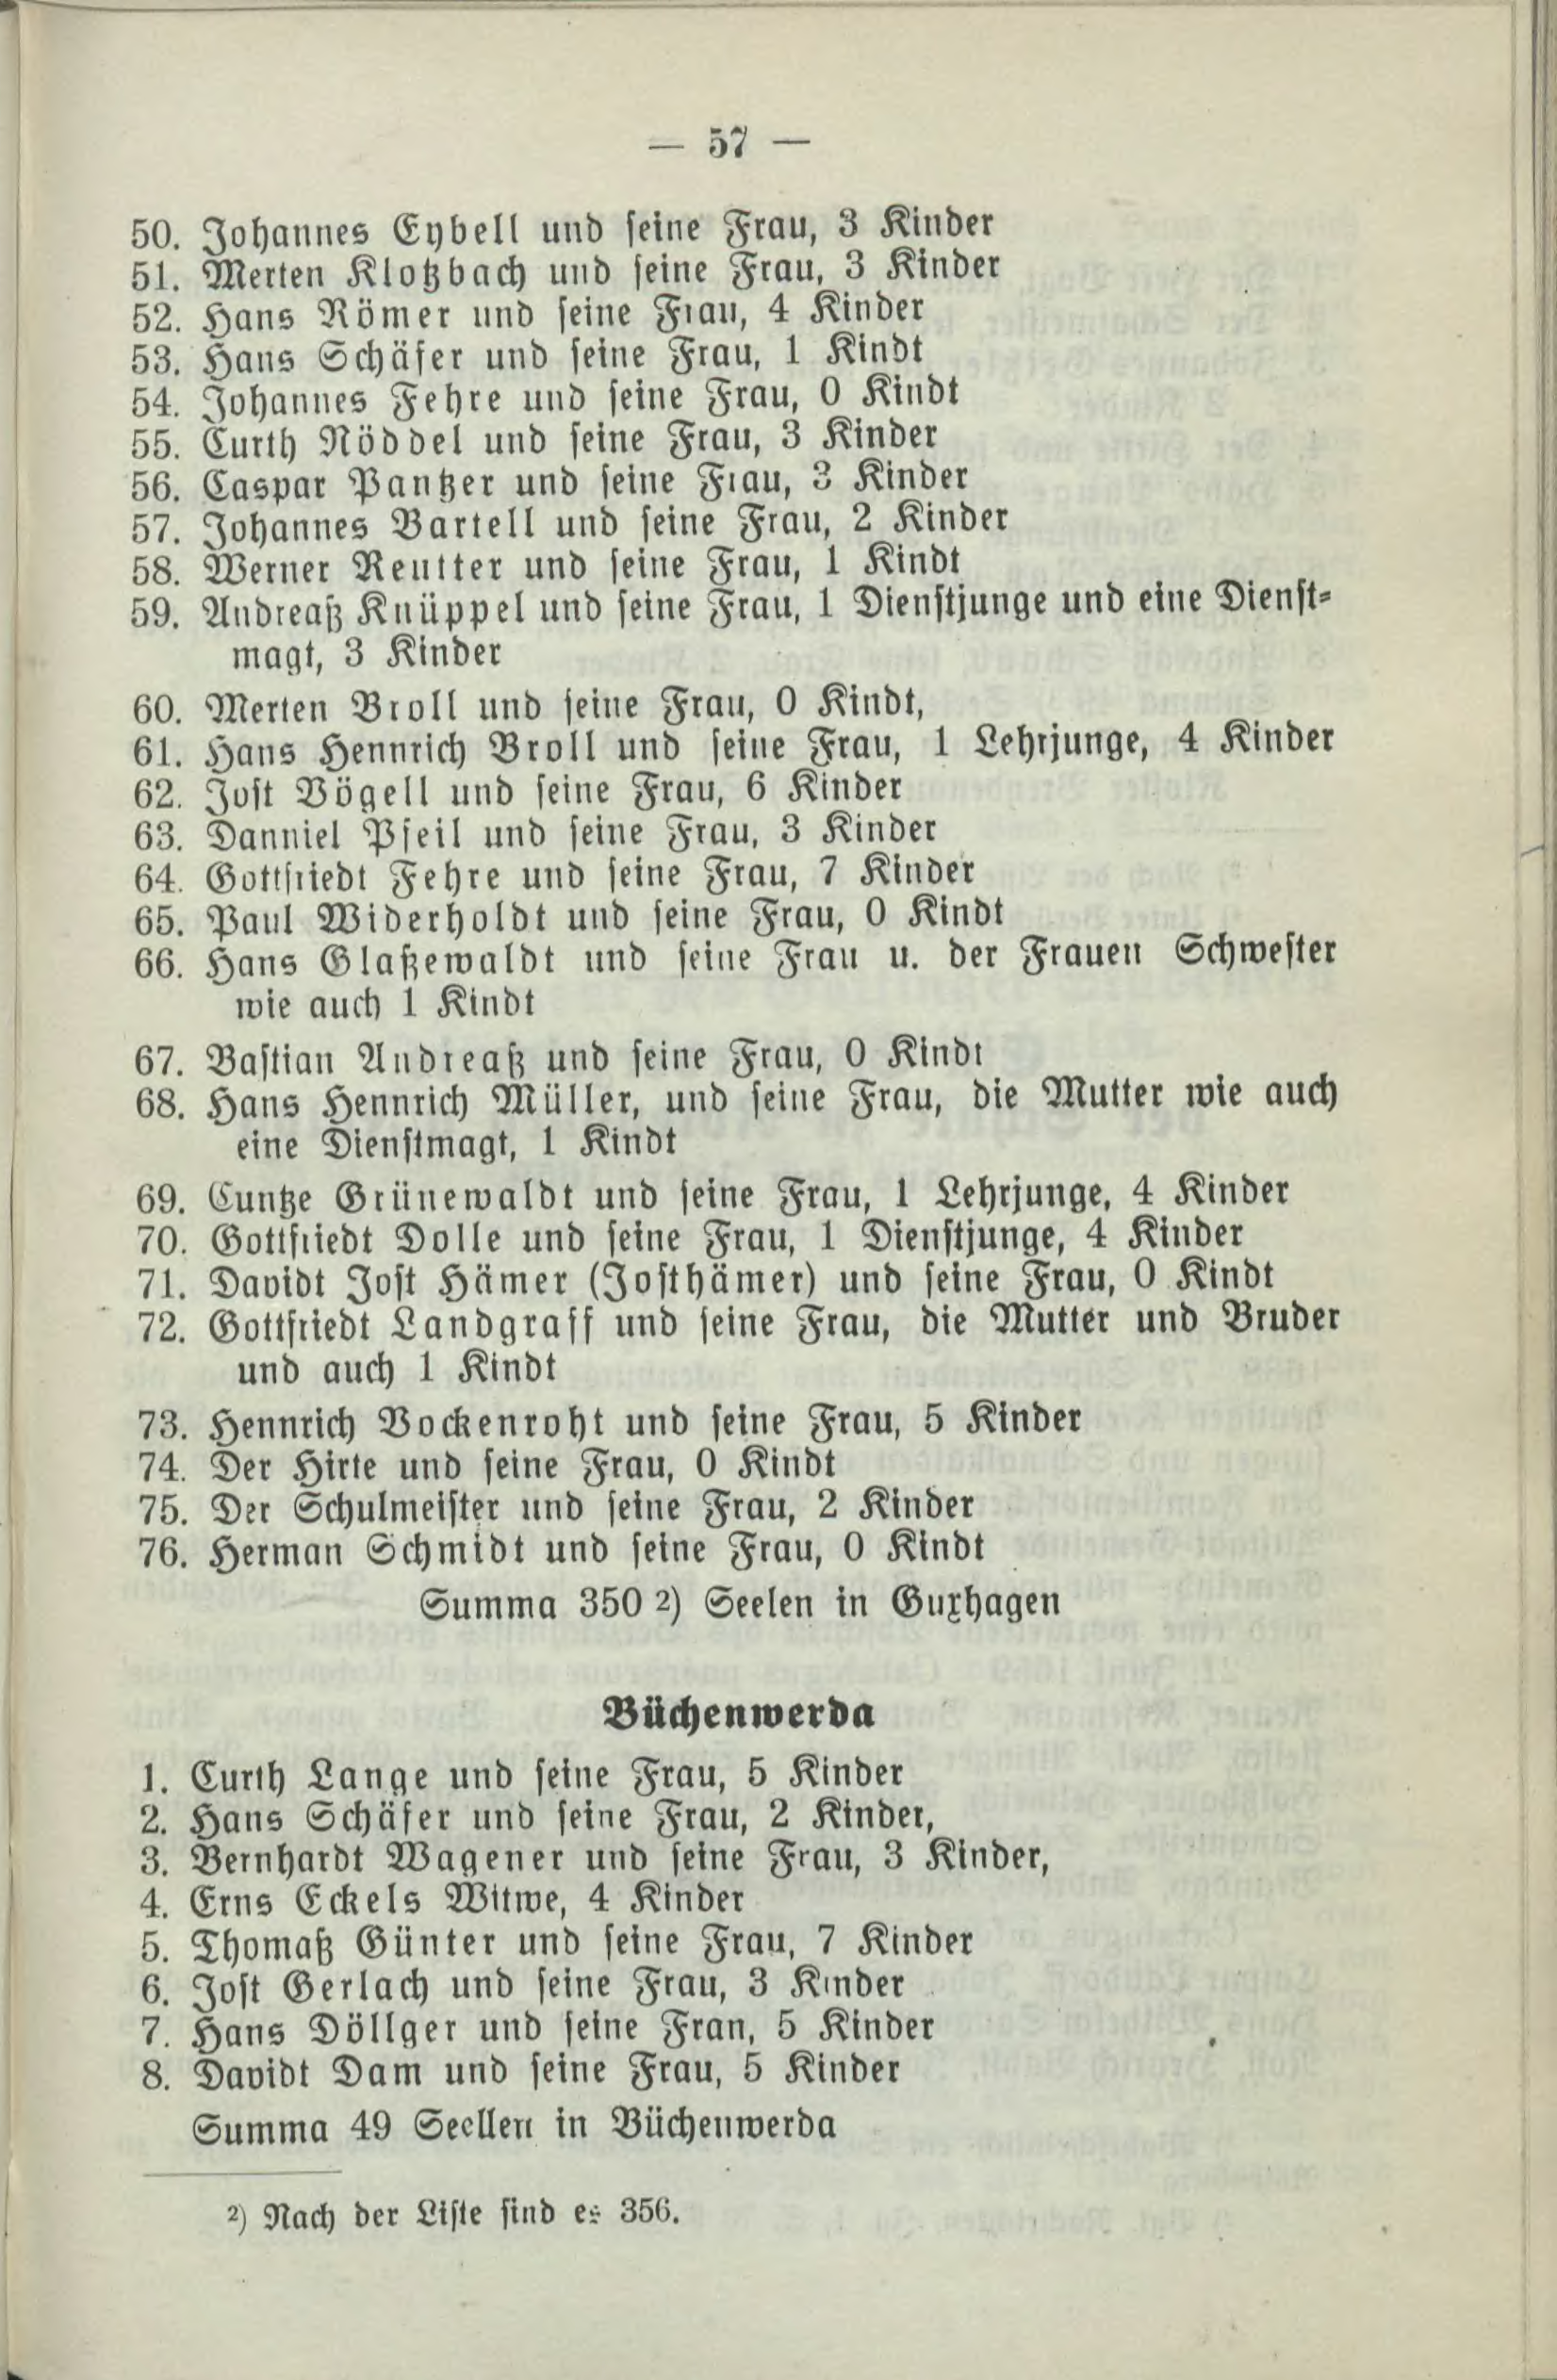 — 57 —
50. Johannes Eybell und seine Frau, 3 Kinder
51. Merten Klotzbach und seine Frau, 3 Kinder
52. Hans Römer und seine Frau, 4 Kinder
53. Hans Schäfer und seine Frau, 1 Kindt
54. Johannes Fehre und seine Frau, 0 Kindt
55. Curth Nöddel und seine Frau, 3 Kinder
56. Caspar Pantzer und seine Frau, 3 Kinder
57. Johannes Bartell und seine Frau, 2 Kinder
58. Werner Reutter und seine Frau, 1 Kindt
59. Andreaß Knüppel und seine Frau, 1 Dienstjunge und eine Dienst-
magt, 3 Kinder
60. Merten Broll und seine Frau, 0 Kindt,
61. Hans Hennrich Broll und seine Frau, 1 Lehrjunge, 4 Kinder
62. Jost Vögell und seine Frau, 6 Kinder
63. Danniel Pfeil und seine Frau, 3 Kinder
64. Gottfriedt Fehre und seine Frau, 7 Kinder
65. Paul Widerholdt und seine Frau, 0 Kindt
66. Hans Glaßewaldt und seine Frau u. der Frauen Schwester
wie auch 1 Kindt
67. Bastian Andreaß und seine Frau, 0 Kindt
68. Hans Hennrich Müller, und seine Frau, die Mutter wie auch
eine Dienstmagt, 1 Kindt
69. Cuntze Grünewaldt und seine Frau, 1 Lehrjunge, 4 Kinder
70. Gottfriedt Dolle und seine Frau, 1 Dienstjunge, 4 Kinder
71. Davidt Jost Hämer (Josthämer) und seine Frau, 0 Kindt
72. Gottfriedt Landgraff und seine Frau, die Mutter und Bruder
und auch 1 Kindt
73. Hennrich Bockenroht und seine Frau, 5 Kinder
74. Der Hirte und seine Frau, 0 Kindt
75. Der Schulmeister und seine Frau, 2 Kinder
76. Herman Schmidt und seine Frau, 0 Kindt
Summa 350 2) Seelen in Guxhagen
Büchenwerda
1. Curth Lange und seine Frau, 5 Kinder
2. Hans Schäfer und seine Frau, 2 Kinder,
3. Bernhardt Wagener und seine Frau, 3 Kinder,
4. Erns Eckels Witwe, 4 Kinder
5. Thomaß Günter und seine Frau, 7 Kinder
6. Jost Gerlach und seine Frau, 3 Kinder
7. Hans Döllger und seine Fran, 5 Kinder
8. Davidt Dam und seine Frau, 5 Kinder
Summa 49 Seellen in Büchenwerda
2) Nach der Liste sind es 356.